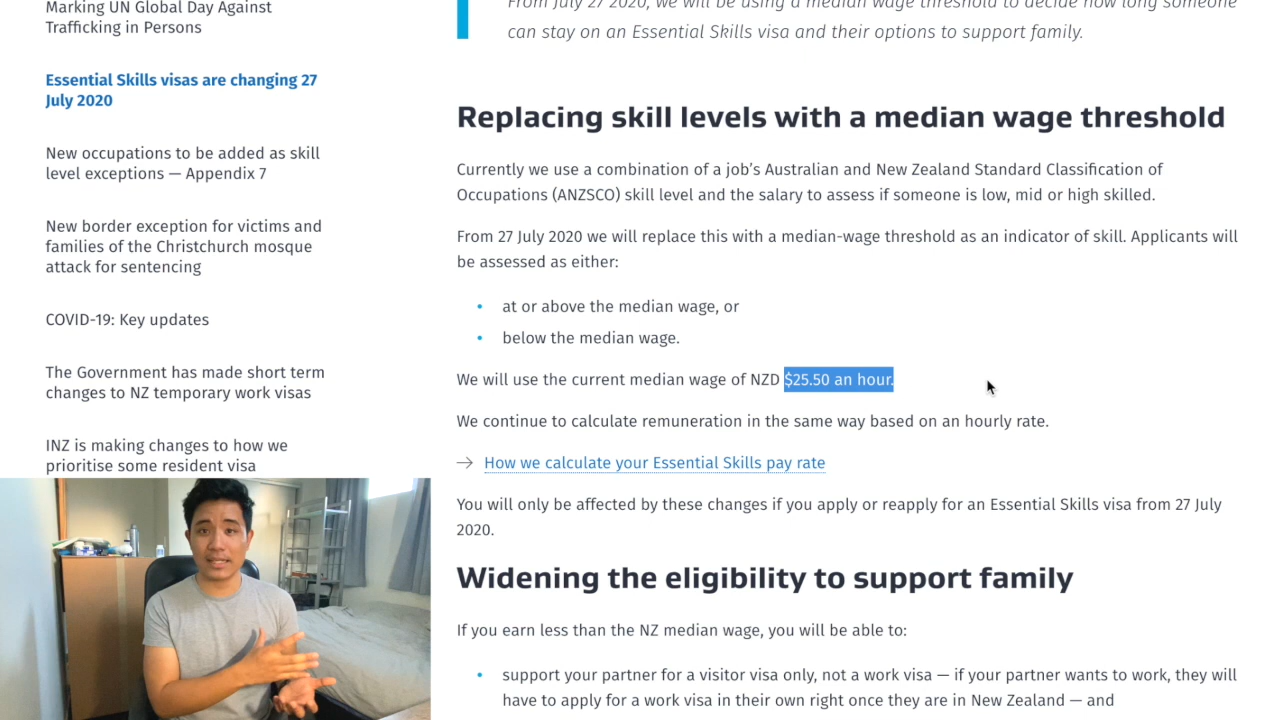 Marking UN Global Day Against
Trafficking in Persons
Essential Skills visas are changing 27
July 2020
New occupations to be added as skill
level exceptions — Appendix 7
New border exception for victims and
families of the Christchurch mosque
attack for sentencing
COVID-19: Key updates
The Government has made short term
changes to NZ temporary work visas
INZ is making changes to how we
prioritise some resident visa
From July 27 2020, we will be using a median wage threshold to decide how long someone
can stay on an Essential Skills visa and their options to support family.
Replacing skill levels with a median wage threshold
Currently we use a combination of a job’s Australian and New Zealand Standard Classification of
Occupations (ANZSCO) skill level and the salary to assess if someone is low, mid or high skilled.
From 27 July 2020 we will replace this with a median-wage threshold as an indicator of skill. Applicants will
be assessed as either:
• at or above the median wage, or
• below the median wage.
We will use the current median wage of NZD $25.50 an hour.
We continue to calculate remuneration in the same way based on an hourly rate.
→ How we calculate your Essential Skills pay rate
You will only be affected by these changes if you apply or reapply for an Essential Skills visa from 27 July
2020.
Widening the eligibility to support family
If you earn less than the NZ median wage, you will be able to:
• support your partner for a visitor visa only, not a work visa — if your partner wants to work, they will
have to apply for a work visa in their own right once they are in New Zealand — and